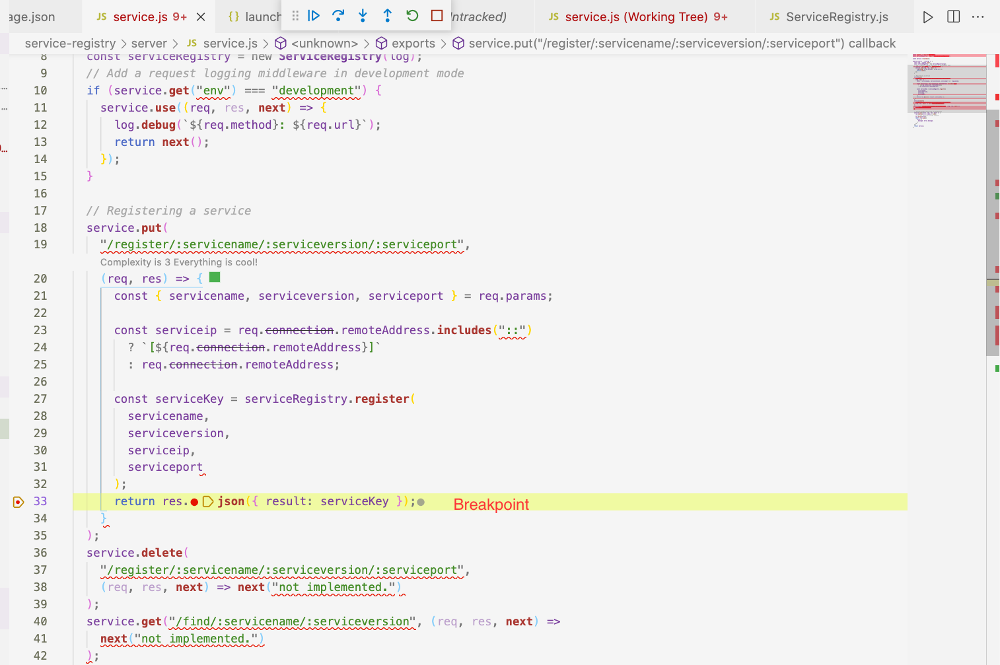 age.json JS service.js 9+ {} launch Intracked) JS service.js (Working Tree) 9+ JS ServiceRegistry.js ...
service-registry > server > JS service.js > <unknown> > exports > service.put("/register/:servicename/:serviceversion/:serviceport") callback
8 const serviceRegistry = new ServiceRegistry(log);
9 // Add a request logging middleware in development mode
10 if (service.get("env") === "development") {
11 service.use((req, res, next) => {
12 log.debug(`${req.method}: ${req.url}`);
13 return next();
14 });
15 }
16
17 // Registering a service
18 service.put(
19 "/register/:servicename/:serviceversion/:serviceport",
Complexity is 3 Everything is cool!
20 (req, res) => {
21 const { servicename, serviceversion, serviceport } = req.params;
22
23 const serviceip = req.connection.remoteAddress.includes("::")
24 ? `[${req.connection.remoteAddress}]`
25 : req.connection.remoteAddress;
26
27 const serviceKey = serviceRegistry.register(
28 servicename,
29 serviceversion,
30 serviceip,
31 serviceport
32 );
33 return res.json({ result: serviceKey }); Breakpoint
34 }
35 );
36 service.delete(
37 "/register/:servicename/:serviceversion/:serviceport",
38 (req, res, next) => next("not implemented.")
39 );
40 service.get("/find/:servicename/:serviceversion", (req, res, next) =>
41 next("not implemented.")
42 );